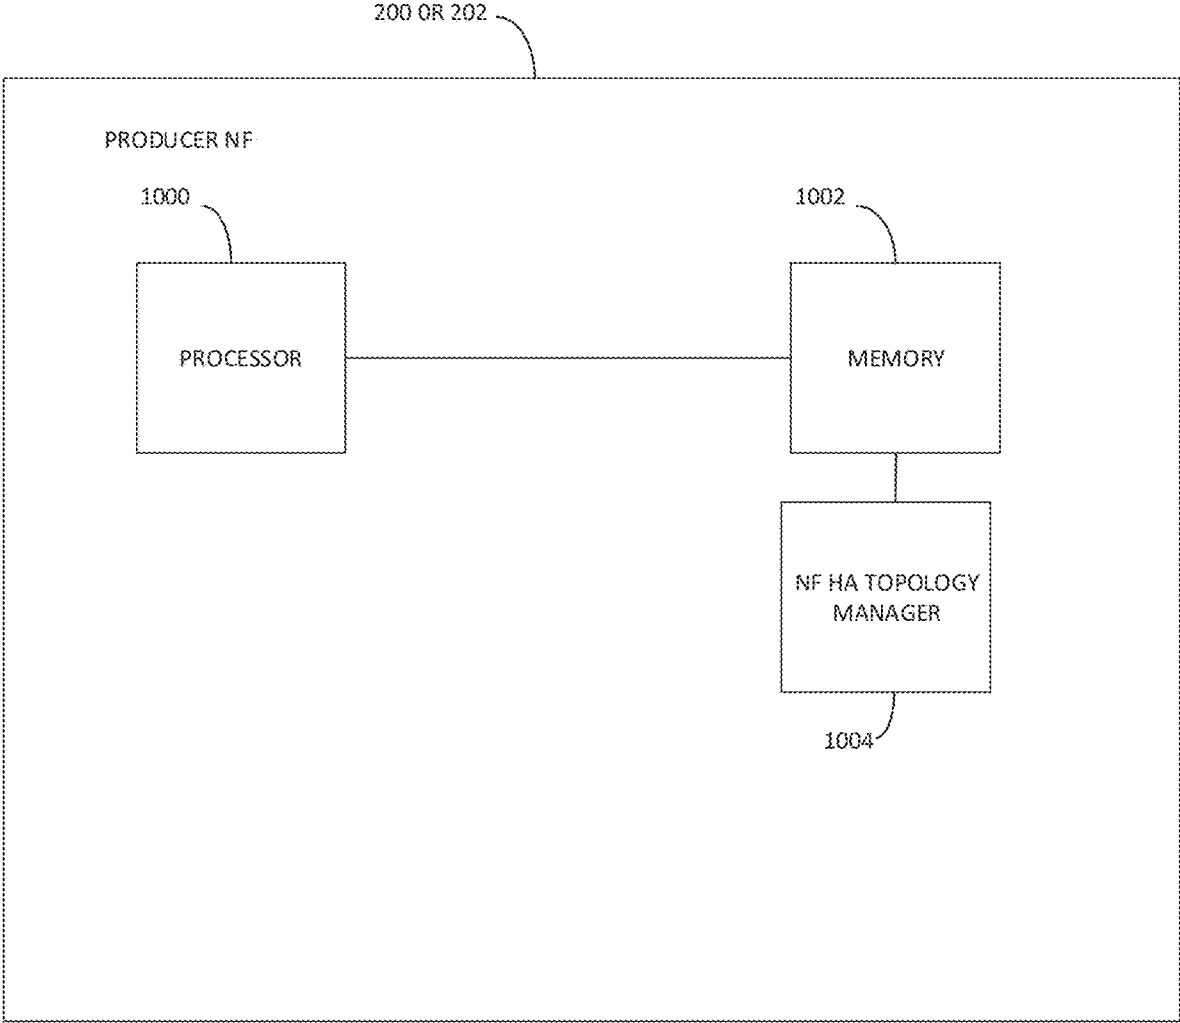 200 OR 202
PRODUCER NF
1000
1002
PROCESSOR
MEMORY
NF HA TOPOLOGY
MANAGER
1004